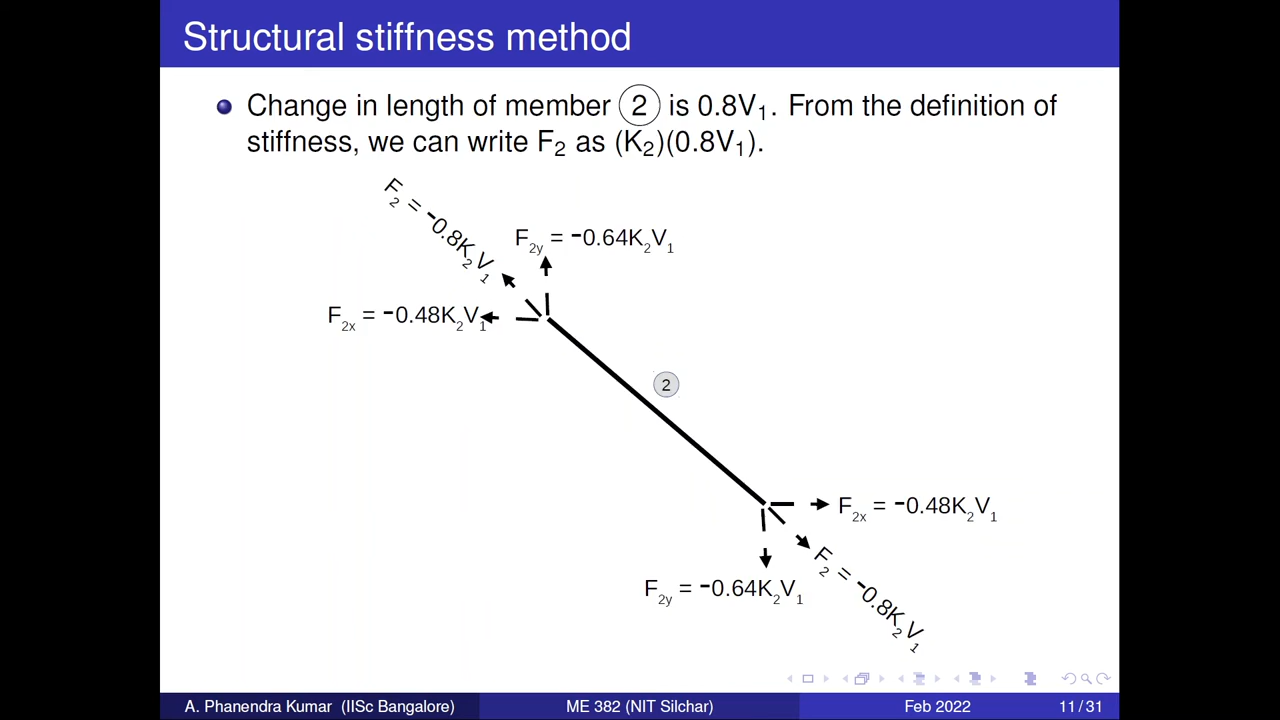 Structural stiffness method
Change in length of member 2 is 0.8V₁. From the definition of
stiffness, we can write F₂ as (K₂)(0.8V₁).
F₂ = -0.8K₂V₁
F₂y = -0.64K₂V₁
F₂x = -0.48K₂V₁
2
F₂x = -0.48K₂V₁
F₂ = -0.8K₂V₁
F₂y = -0.64K₂V₁
A. Phanendra Kumar (IISc Bangalore) ME 382 (NIT Silchar) Feb 2022 11 / 31